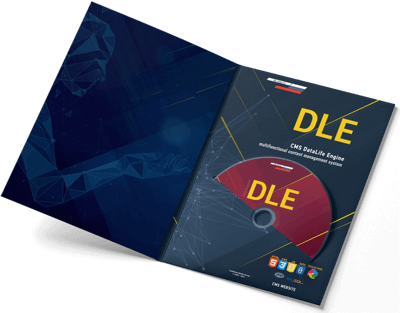 DLE
CMS DataLife Engine
multifunctional content management system
DLE
CMS WEBSITE